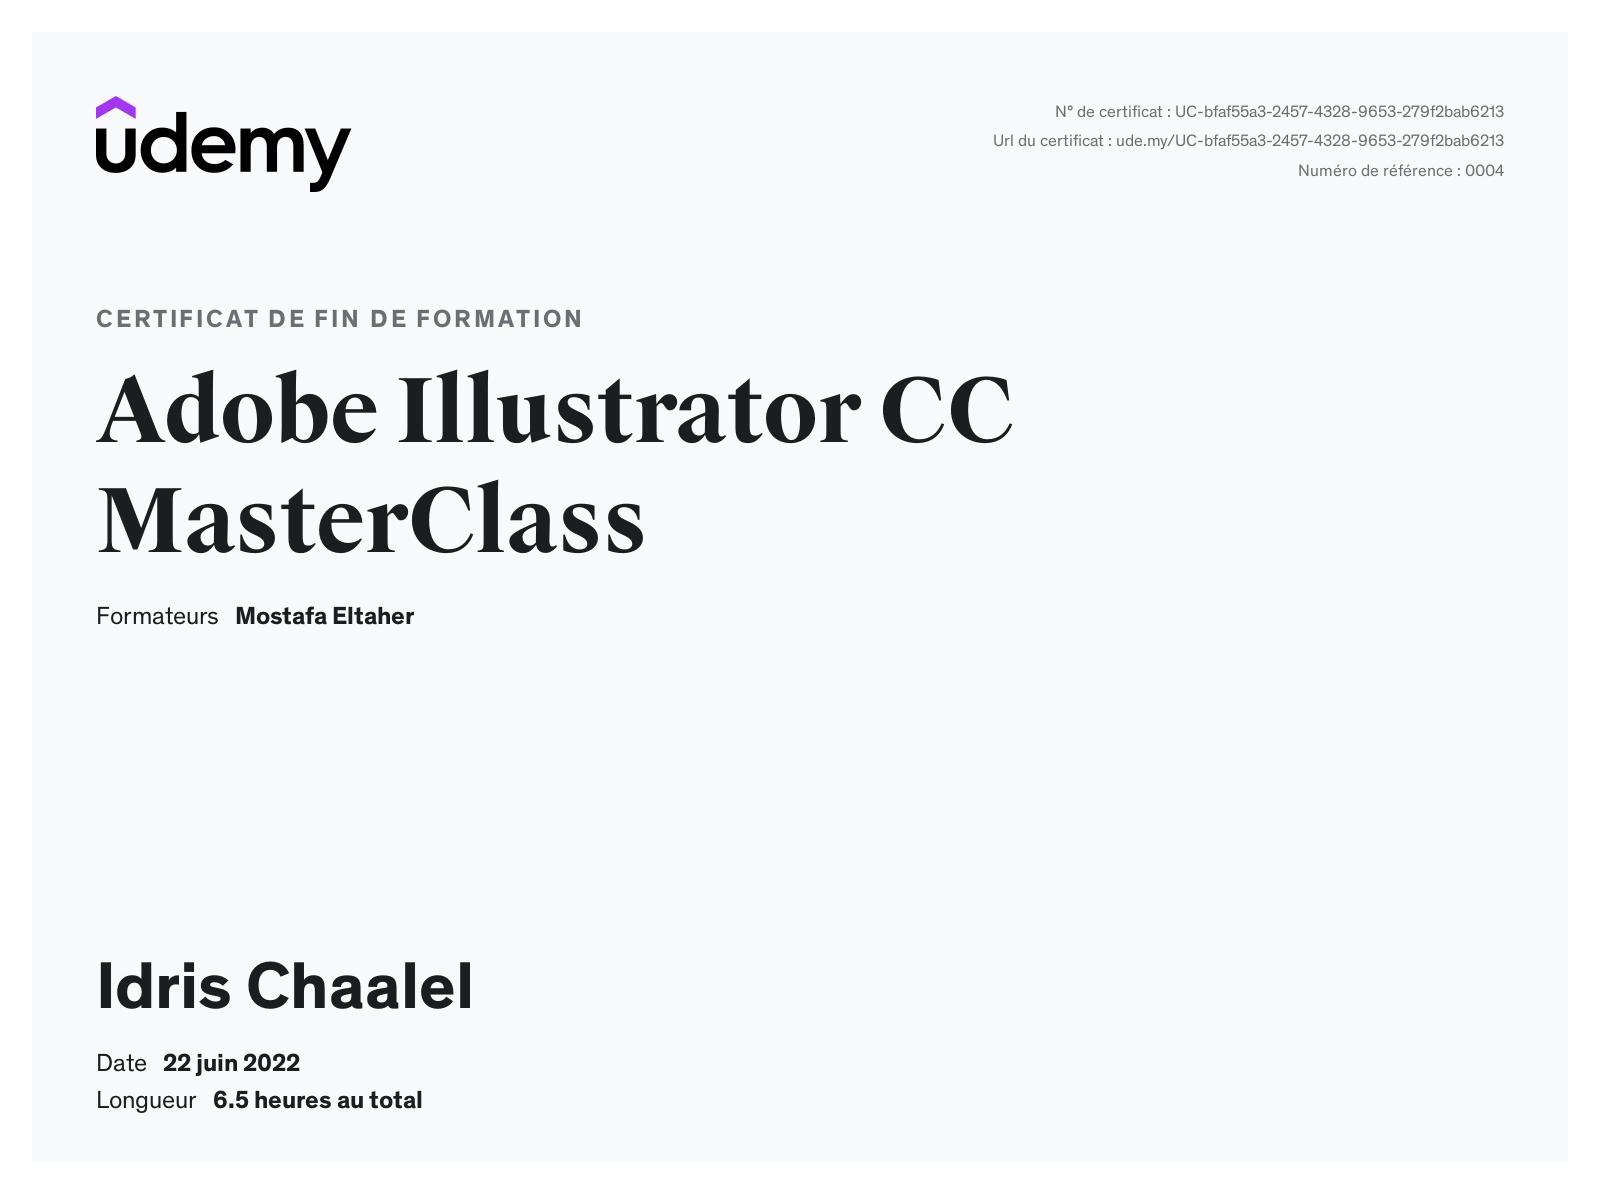 udemy
N° de certificat : UC-bfaf55a3-2457-4328-9653-279f2bab6213
Url du certificat : ude.my/UC-bfaf55a3-2457-4328-9653-279f2bab6213
Numéro de référence : 0004
CERTIFICAT DE FIN DE FORMATION
Adobe Illustrator CC
MasterClass
Formateurs Mostafa Eltaher
Idris Chaalel
Date 22 juin 2022
Longueur 6.5 heures au total